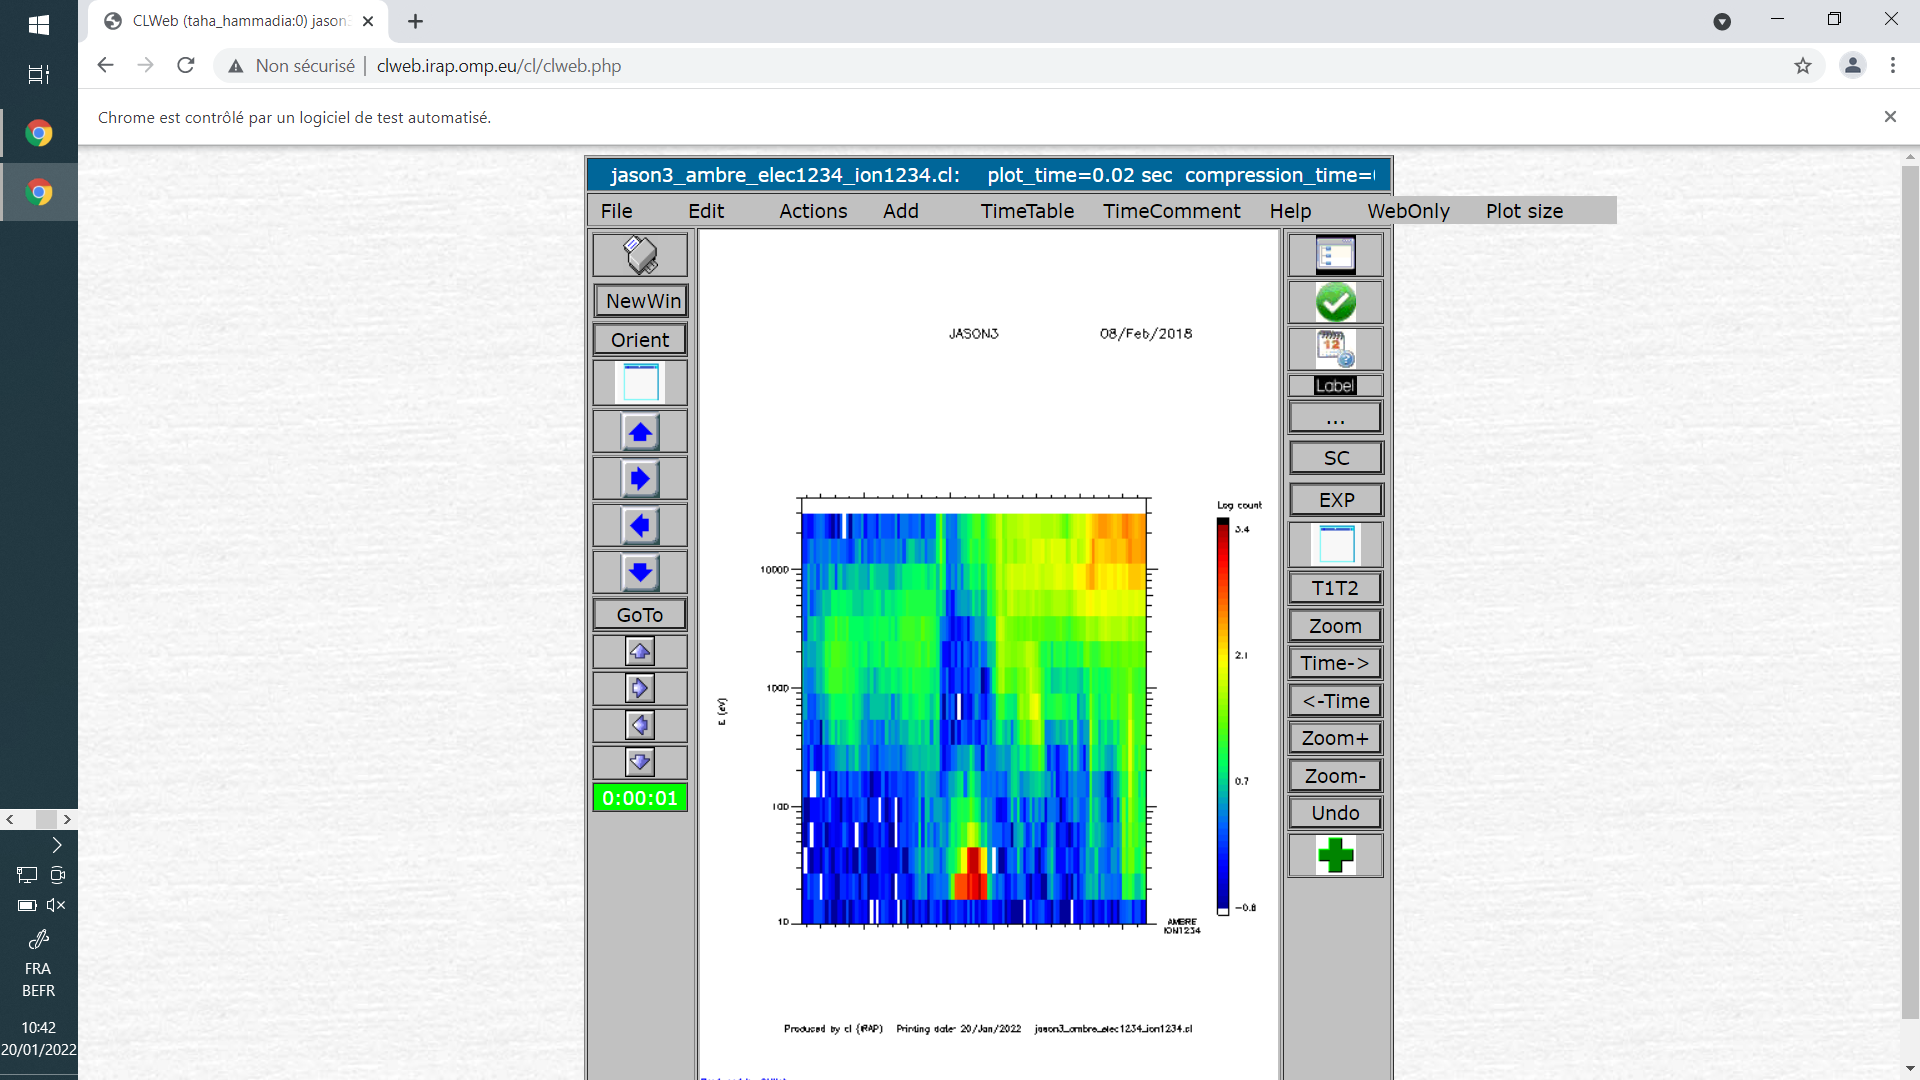 CLWeb (taha_hammadia:0) jason3
Non sécurisé | clweb.irap.omp.eu/cl/clweb.php
Chrome est contrôlé par un logiciel de test automatisé.
jason3_ambre_elec1234_ion1234.cl: plot_time=0.02 sec compression_time=
File Edit Actions Add TimeTable TimeComment Help WebOnly Plot size
NewWin
Orient
GoTo
0:00:01
JASON3 08/Feb/2018
Log count
3.4
2.1
0.7
-0.8
10000
1000
100
10
E (eV)
AMBRE
ION1234
Produced by cl (IRAP) Printing date: 20/Jan/2022 jason3_ambre_elec1234_ion1234.cl
12
Label
...
SC
EXP
T1T2
Zoom
Time->
<-Time
Zoom+
Zoom-
Undo
FRA
BEFR
10:42
20/01/2022